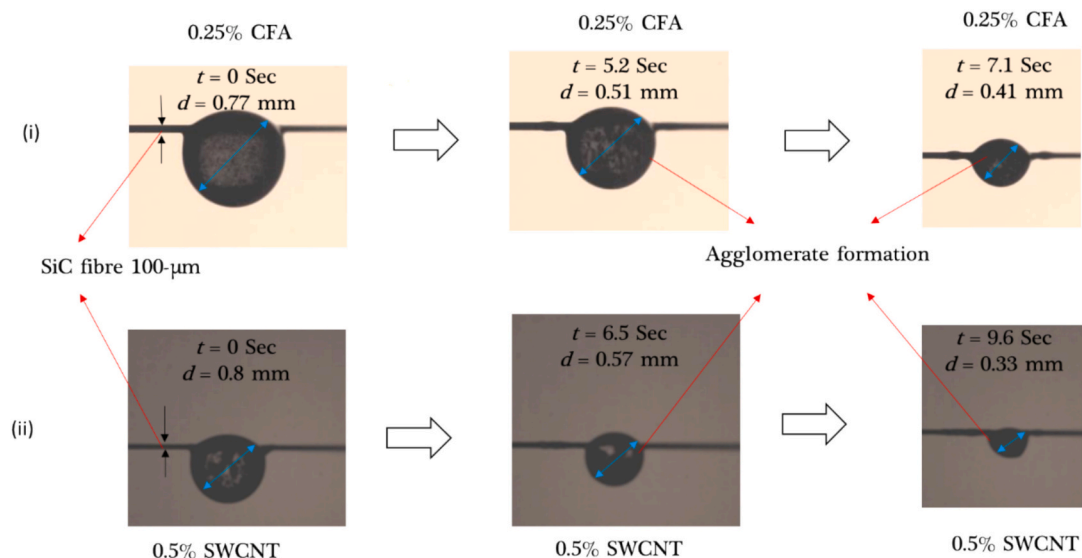 0.25% CFA
0.25% CFA
0.25% CFA
t = 0 Sec
d = 0.77 mm
t = 5.2 Sec
d = 0.51 mm
t = 7.1 Sec
d = 0.41 mm
(i)
SiC fibre 100-μm
Agglomerate formation
t = 0 Sec
d = 0.8 mm
t = 6.5 Sec
d = 0.57 mm
t = 9.6 Sec
d = 0.33 mm
(ii)
0.5% SWCNT
0.5% SWCNT
0.5% SWCNT